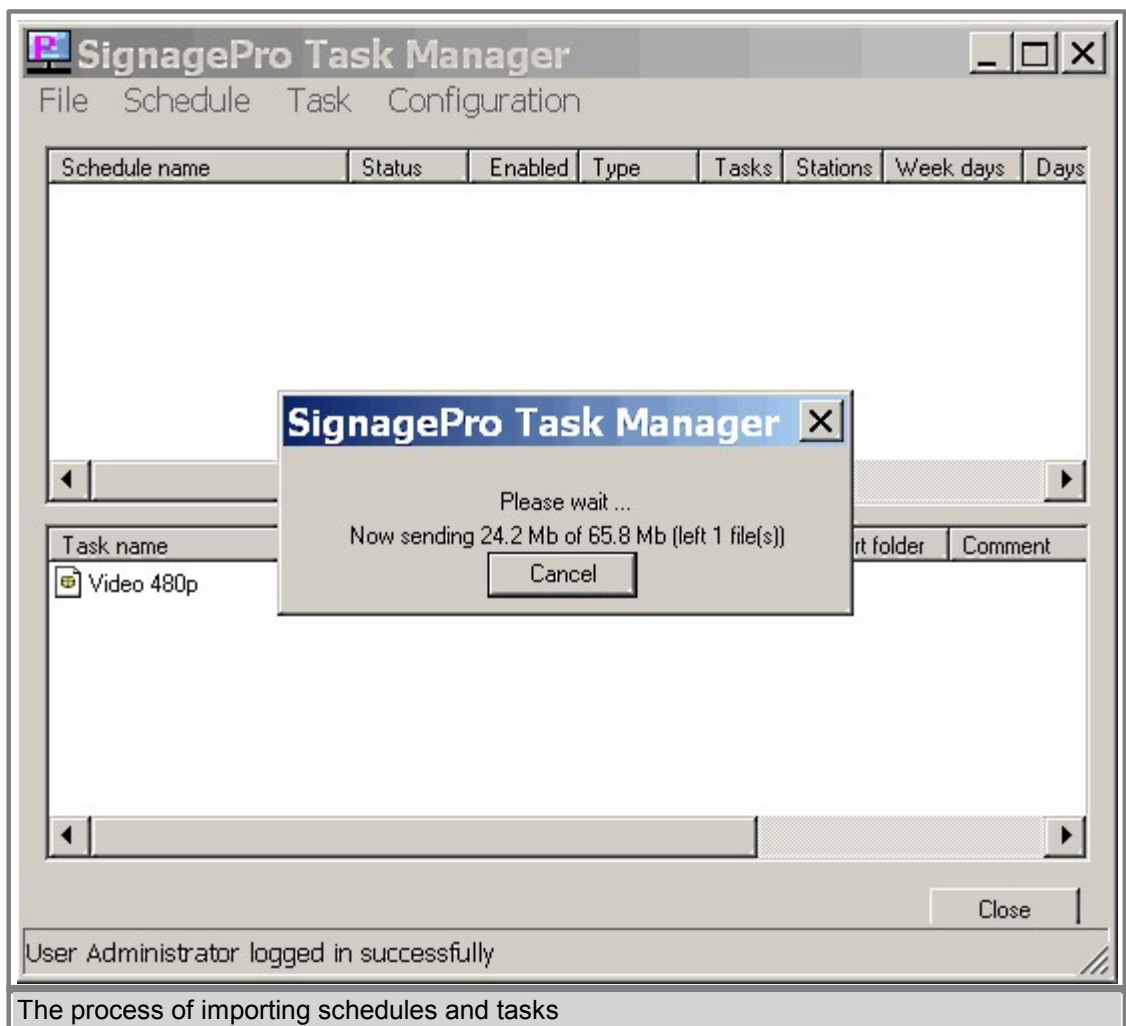 SignagePro Task Manager
File Schedule Task Configuration
Schedule name Status Enabled Type Tasks Stations Week days Days
SignagePro Task Manager
Please wait ...
Now sending 24.2 Mb of 65.8 Mb (left 1 file(s))
Cancel
Task name rt folder Comment
Video 480p
Close
User Administrator logged in successfully
The process of importing schedules and tasks